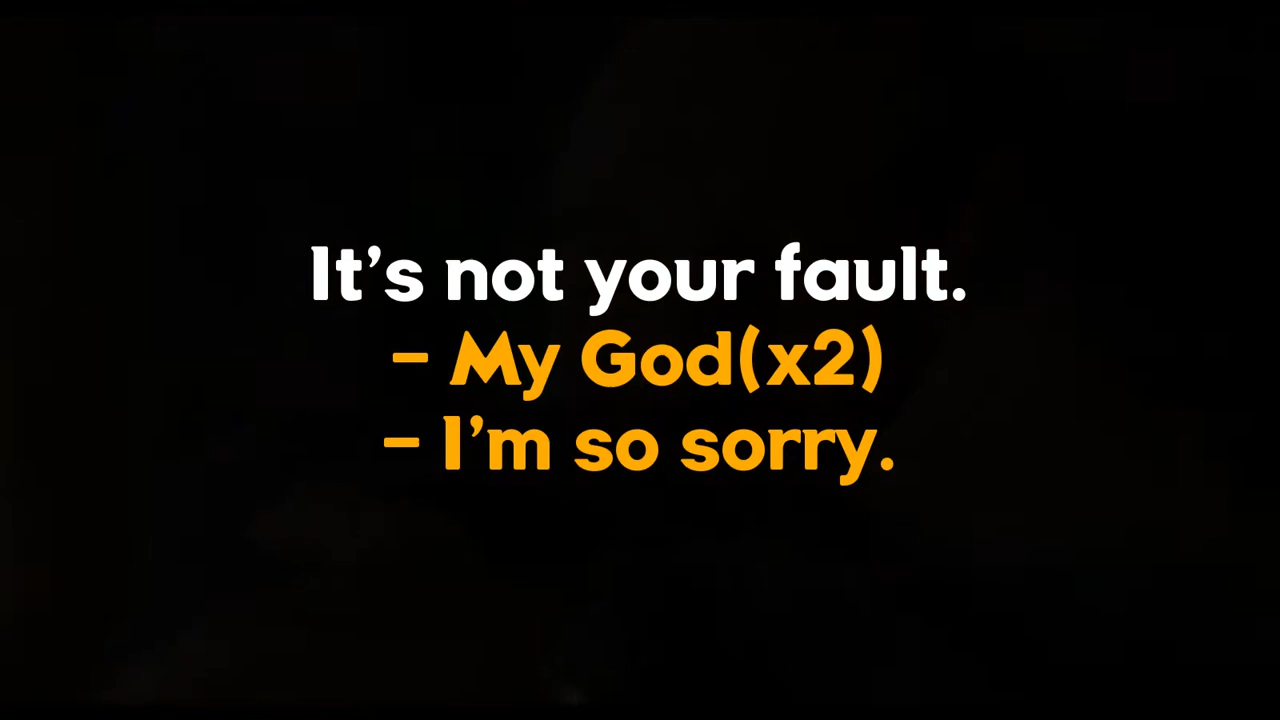 It’s not your fault.
– My God(x2)
– I’m so sorry.